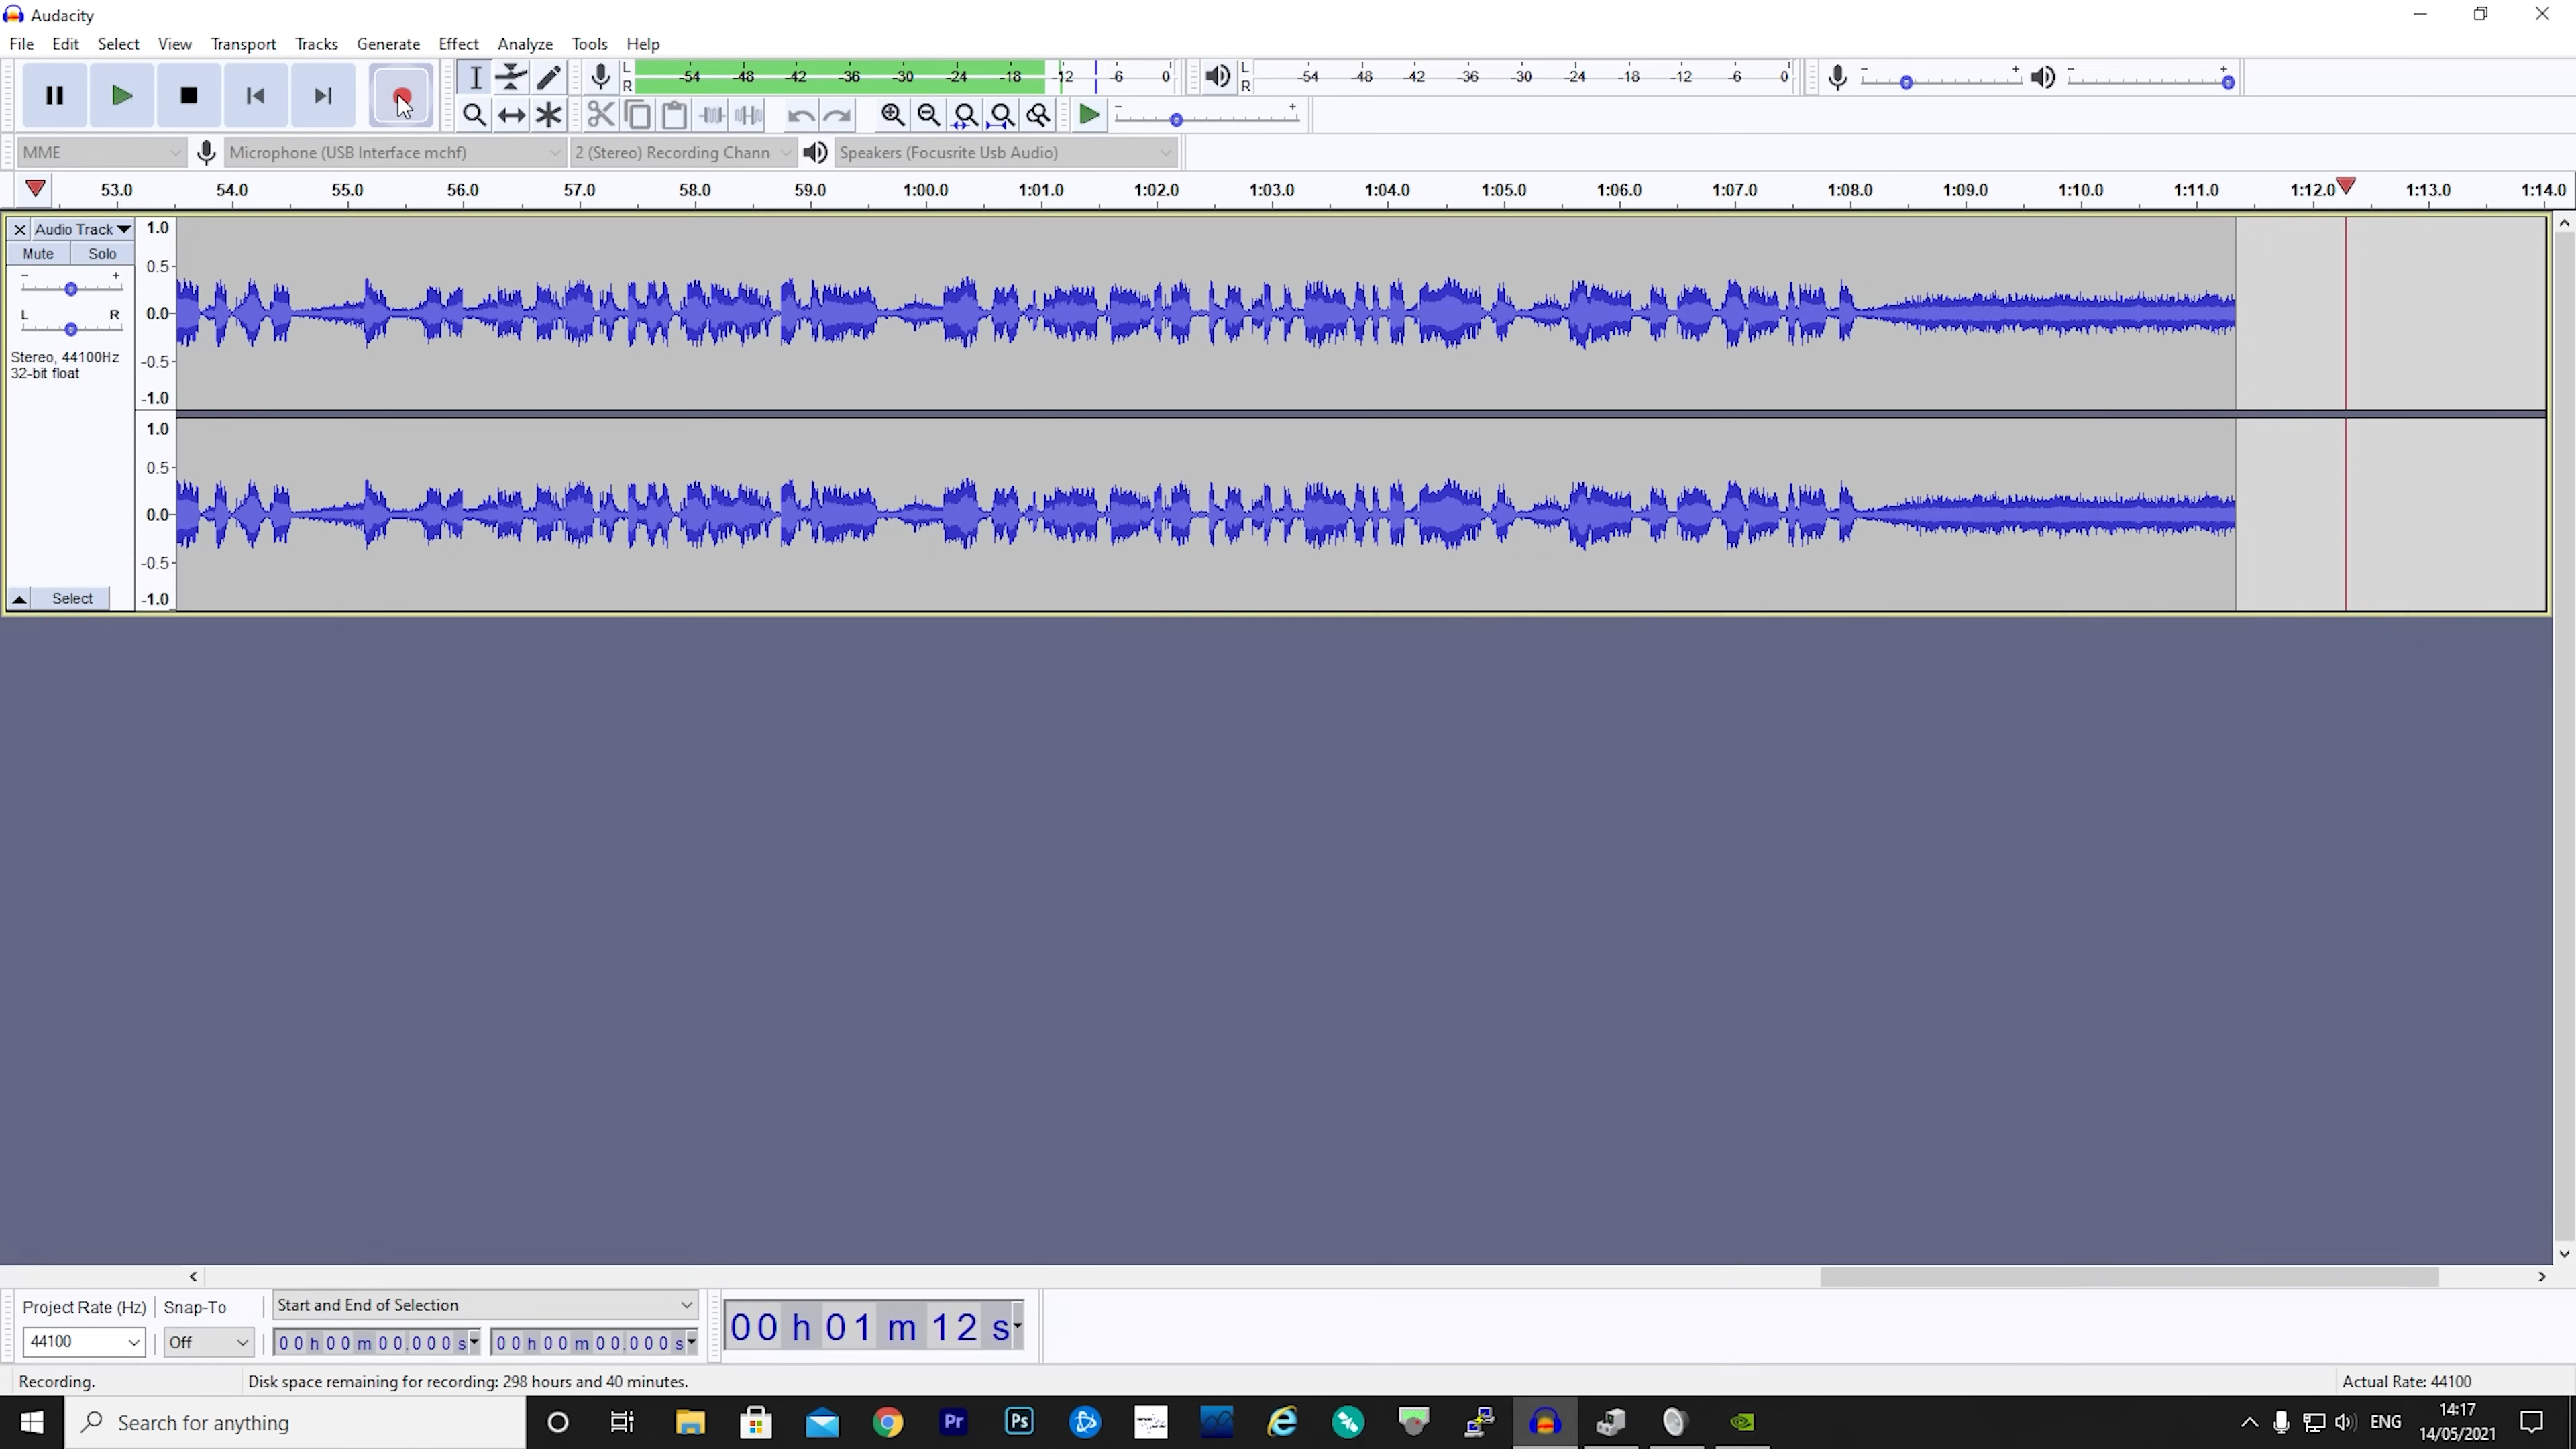 Audacity
File Edit Select View Transport Tracks Generate Effect Analyze Tools Help
L -54 -48 -42 -36 -30 -24 -18 -12 -6 0 L -54 -48 -42 -36 -30 -24 -18 -12 -6 0 - + - +
R R
- +
MME Microphone (USB Interface mchf) 2 (Stereo) Recording Chann Speakers (Focusrite Usb Audio)
53.0 54.0 55.0 56.0 57.0 58.0 59.0 1:00.0 1:01.0 1:02.0 1:03.0 1:04.0 1:05.0 1:06.0 1:07.0 1:08.0 1:09.0 1:10.0 1:11.0 1:12.0 1:13.0 1:14.0
Audio Track 1.0
Mute Solo
- + 0.5
L R 0.0
Stereo, 44100Hz -0.5
32-bit float
-1.0
1.0
0.5
0.0
-0.5
Select -1.0
Project Rate (Hz) Snap-To Start and End of Selection
44100 Off 00 h 00 m 00.000 s 00 h 00 m 00.000 s 00 h 01 m 12 s
Recording. Disk space remaining for recording: 298 hours and 40 minutes. Actual Rate: 44100
Search for anything Pr Ps ENG 14:17
14/05/2021